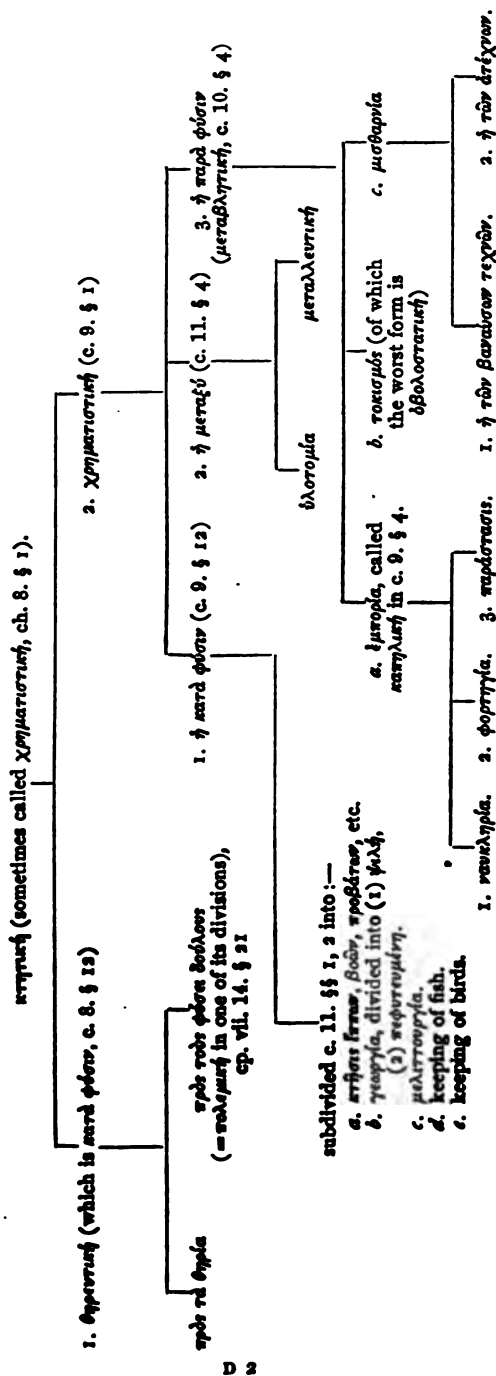 κτητική (sometimes called χρηματιστική, ch. 8. § 1).
1. θηρευτική (which is κατὰ φύσιν, c. 8. § 12)
2. χρηματιστική (c. 9. § 1)
πρὸς τὰ θηρία
πρὸς τοὺς φύσει δούλους
(=πολεμική in one of its divisions),
cp. vii. 14. § 21
1. ἡ κατὰ φύσιν (c. 9. § 12)
2. ἡ μεταξύ (c. 11. § 4)
3. ἡ παρὰ φύσιν
(μεταβλητική, c. 10. § 4)
subdivided c. 11. §§ 1, 2 into:—
a. κτῆσις ἵππων, βοῶν, προβάτων, etc.
b. γεωργία, divided into (1) ψιλή,
(2) πεφυτευμένη.
c. μελιττουργία.
d. keeping of fish.
e. keeping of birds.
ὑλοτομία
μεταλλευτική
a. ἐμπορία, called
καπηλική in c. 9. § 4.
b. τοκισμός (of which
the worst form is
ὀβολοστατική)
c. μισθαρνία
1. ναυκληρία.
2. φορτηγία.
3. παράστασις.
1. ἡ τῶν βαναύσων τεχνῶν.
2. ἡ τῶν ἀτέχνων.
D 2